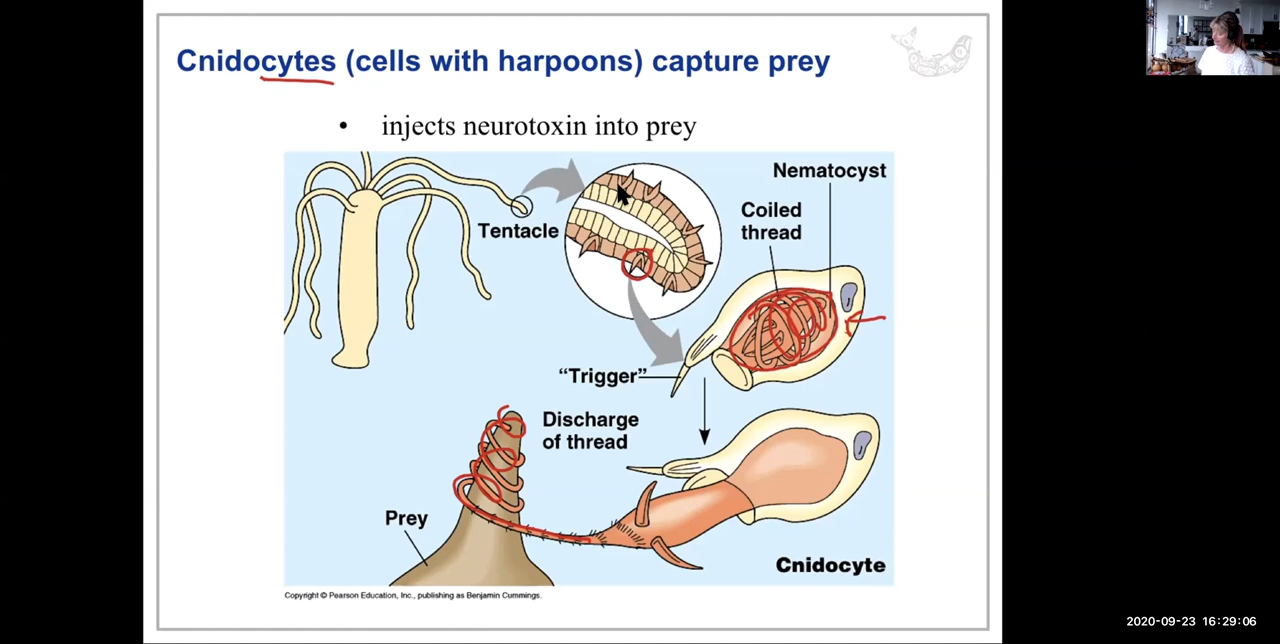 Cnidocytes (cells with harpoons) capture prey
• injects neurotoxin into prey
Nematocyst
Coiled
thread
Tentacle
“Trigger”
Discharge
of thread
Prey
Cnidocyte
Copyright © Pearson Education, Inc., publishing as Benjamin Cummings.
2020-09-23 16:29:06